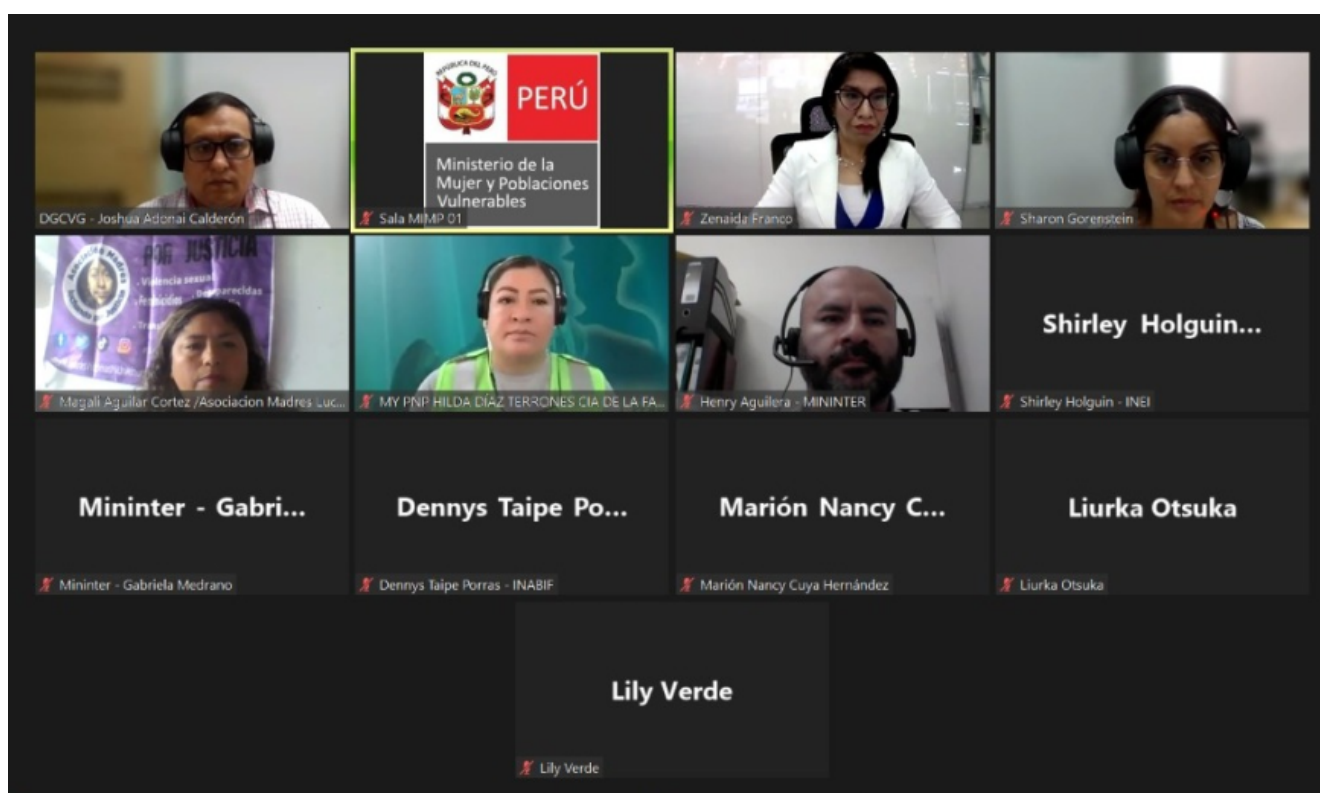 REPÚBLICA DEL PERÚ
PERÚ
Ministerio de la
Mujer y Poblaciones
Vulnerables
DGCVG - Joshua Adonai Calderón
Sala MIMP 01
Zenaida Franco
Sharon Gorenstein
POR JUSTICIA
- Violencia sexual
- Feminicidios - Desaparecidas
Magali Aguilar Cortez /Asociacion Madres Luc...
MY PNP HILDA DÍAZ TERRONES CIA DE LA FA...
Henry Aguilera - MININTER
Shirley Holguin...
Shirley Holguin - INEI
Mininter - Gabri...
Mininter - Gabriela Medrano
Dennys Taipe Po...
Dennys Taipe Porras - INABIF
Marión Nancy C...
Marión Nancy Cuya Hernández
Liurka Otsuka
Liurka Otsuka
Lily Verde
Lily Verde